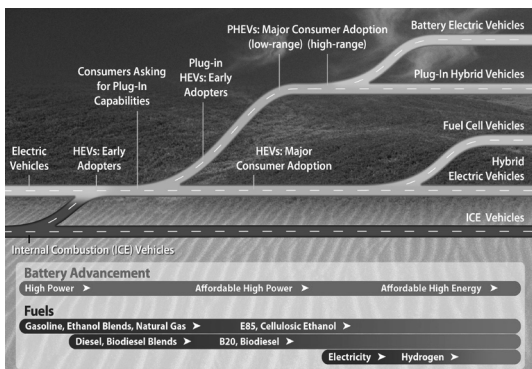 Battery Electric Vehicles
PHEVs: Major Consumer Adoption
(low-range) (high-range)
Plug-in
HEVs: Early
Adopters
Consumers Asking
for Plug-In
Capabilities
Plug-In Hybrid Vehicles
Fuel Cell Vehicles
Electric
Vehicles
HEVs: Early
Adopters
HEVs: Major
Consumer Adoption
Hybrid
Electric Vehicles
ICE Vehicles
Internal Combustion (ICE) Vehicles
Battery Advancement
High Power ➤ Affordable High Power ➤ Affordable High Energy ➤
Fuels
Gasoline, Ethanol Blends, Natural Gas ➤ E85, Cellulosic Ethanol ➤
Diesel, Biodiesel Blends ➤ B20, Biodiesel ➤
Electricity ➤ Hydrogen ➤